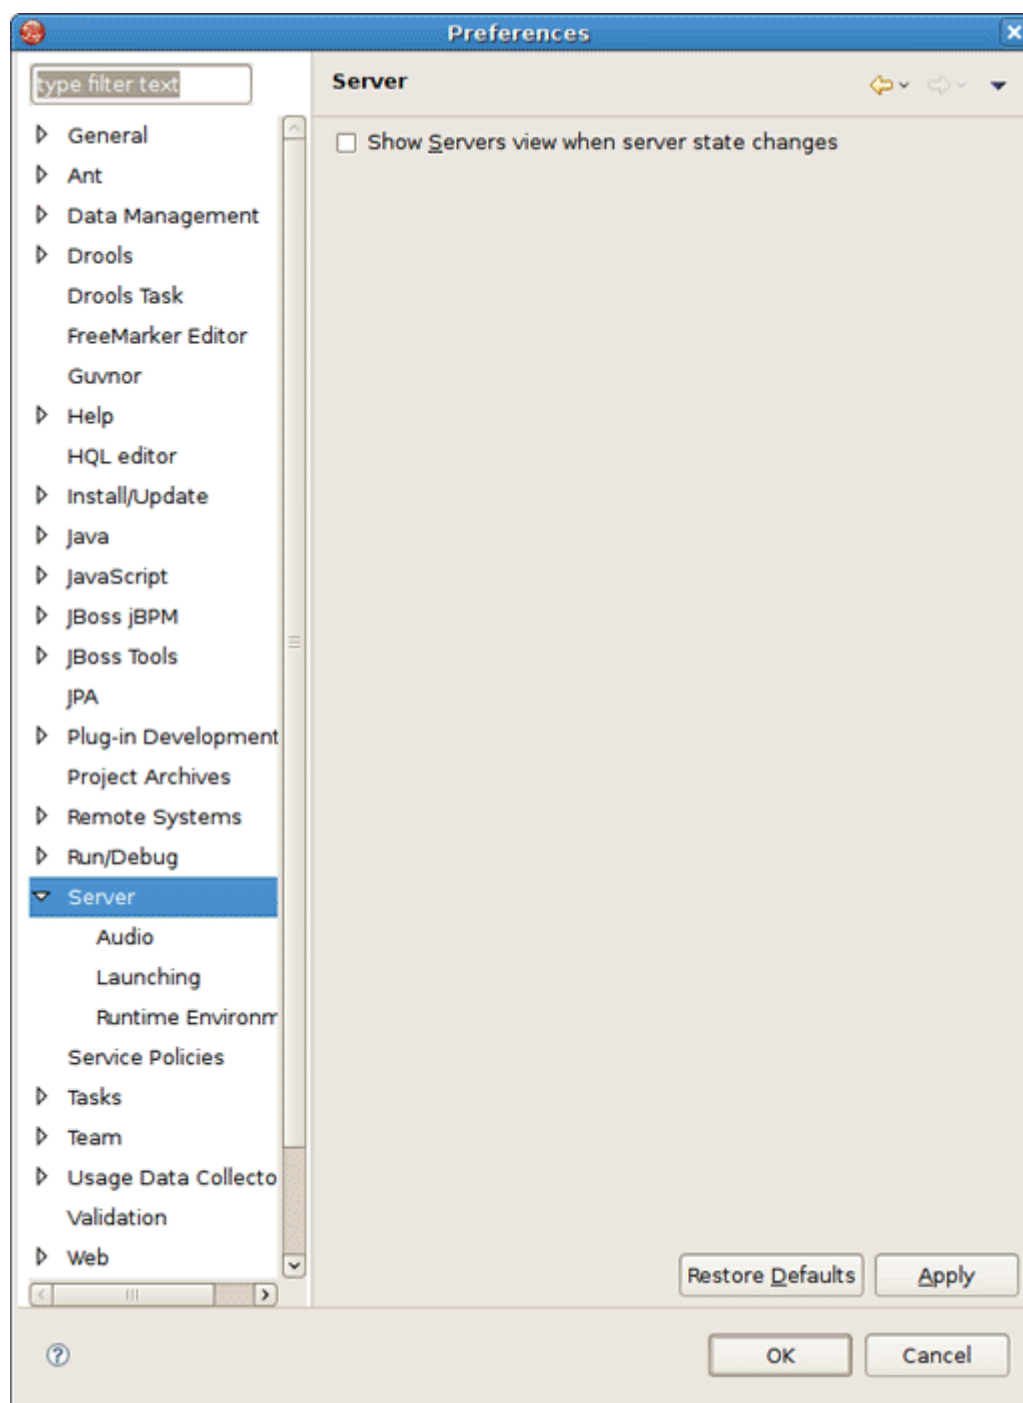 Preferences
type filter text
Server
Show Servers view when server state changes
General
Ant
Data Management
Drools
Drools Task
FreeMarker Editor
Guvnor
Help
HQL editor
Install/Update
Java
JavaScript
JBoss jBPM
JBoss Tools
JPA
Plug-in Development
Project Archives
Remote Systems
Run/Debug
Server
Audio
Launching
Runtime Environm
Service Policies
Tasks
Team
Usage Data Collecto
Validation
Web
Restore Defaults
Apply
OK
Cancel